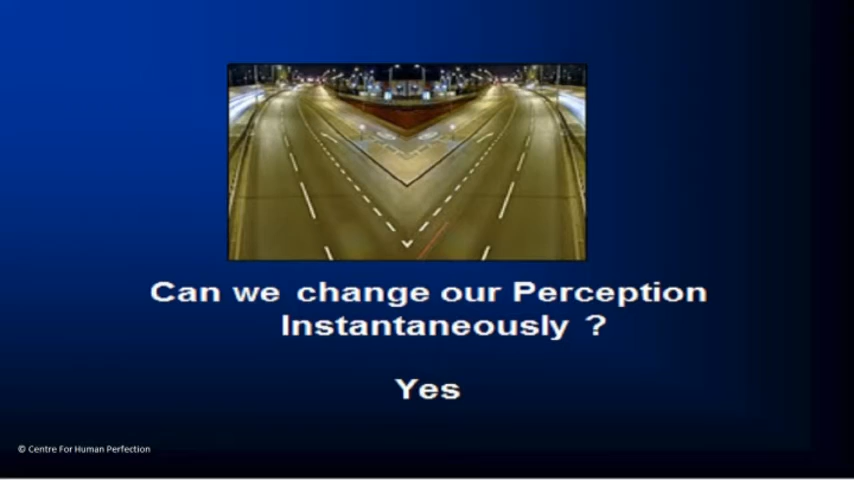 Can we change our Perception
Instantaneously ?
Yes
© Centre For Human Perfection